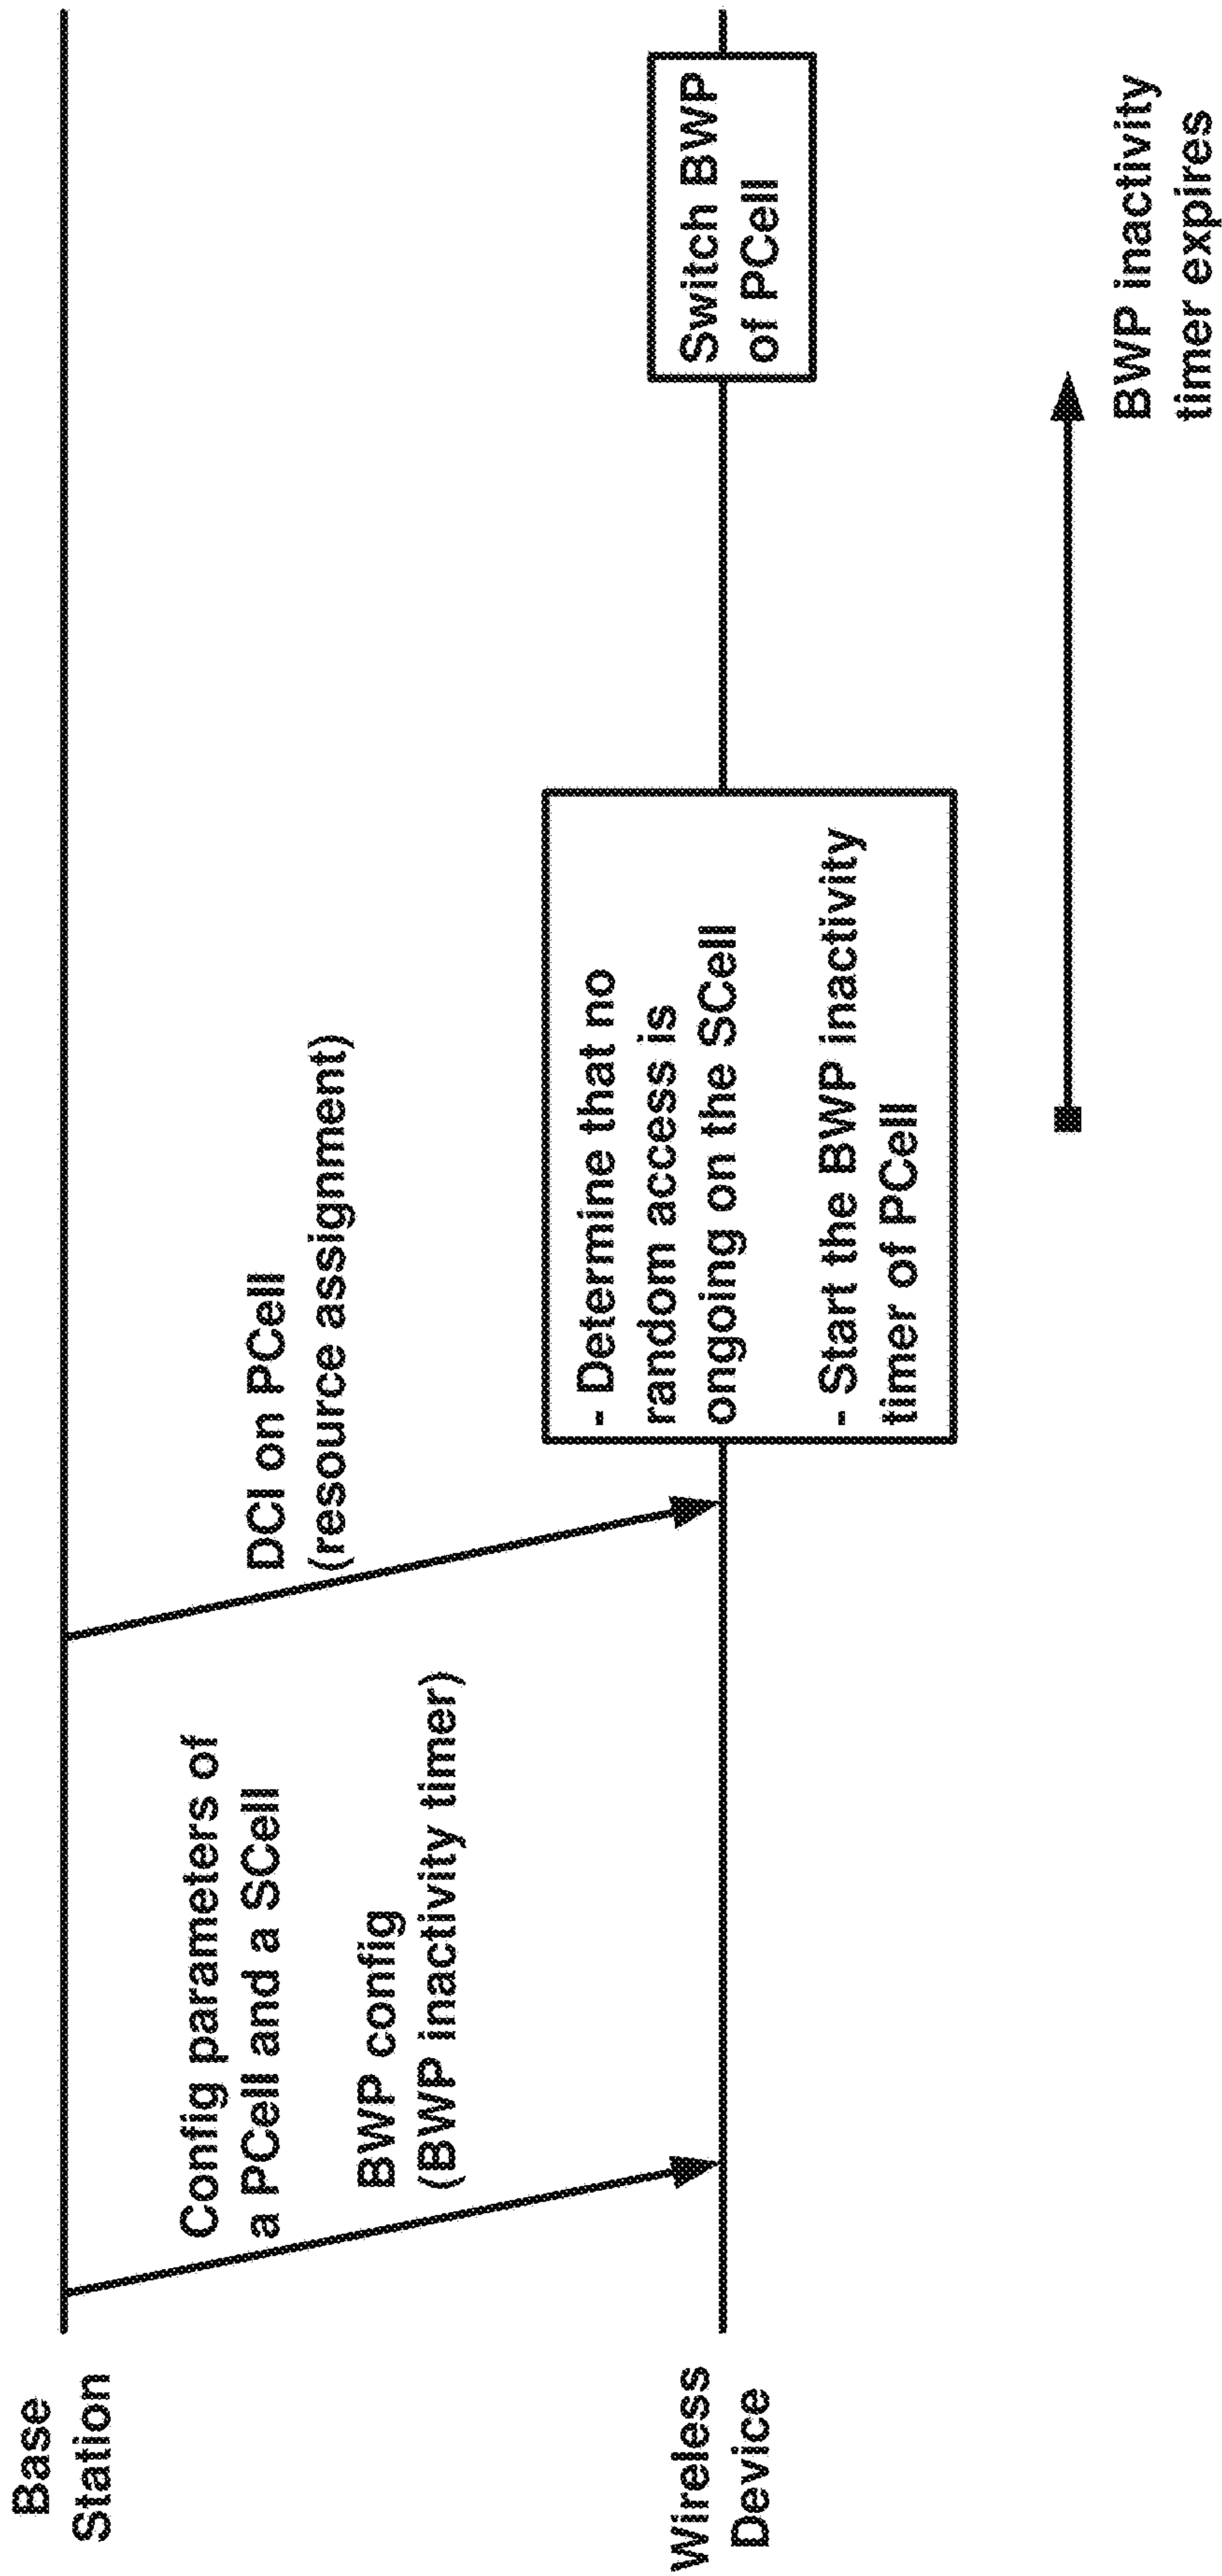 Base
Station
Config parameters of
a PCell and a SCell
BWP config
(BWP inactivity timer)
DCI on PCell
(resource assignment)
Wireless
Device
- Determine that no
random access is
ongoing on the SCell
- Start the BWP inactivity
timer of PCell
Switch BWP
of PCell
BWP inactivity
timer expires